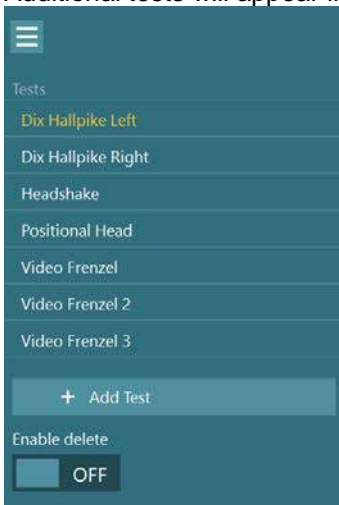 Tests
Dix Hallpike Left
Dix Hallpike Right
Headshake
Positional Head
Video Frenzel
Video Frenzel 2
Video Frenzel 3
+ Add Test
Enable delete
OFF